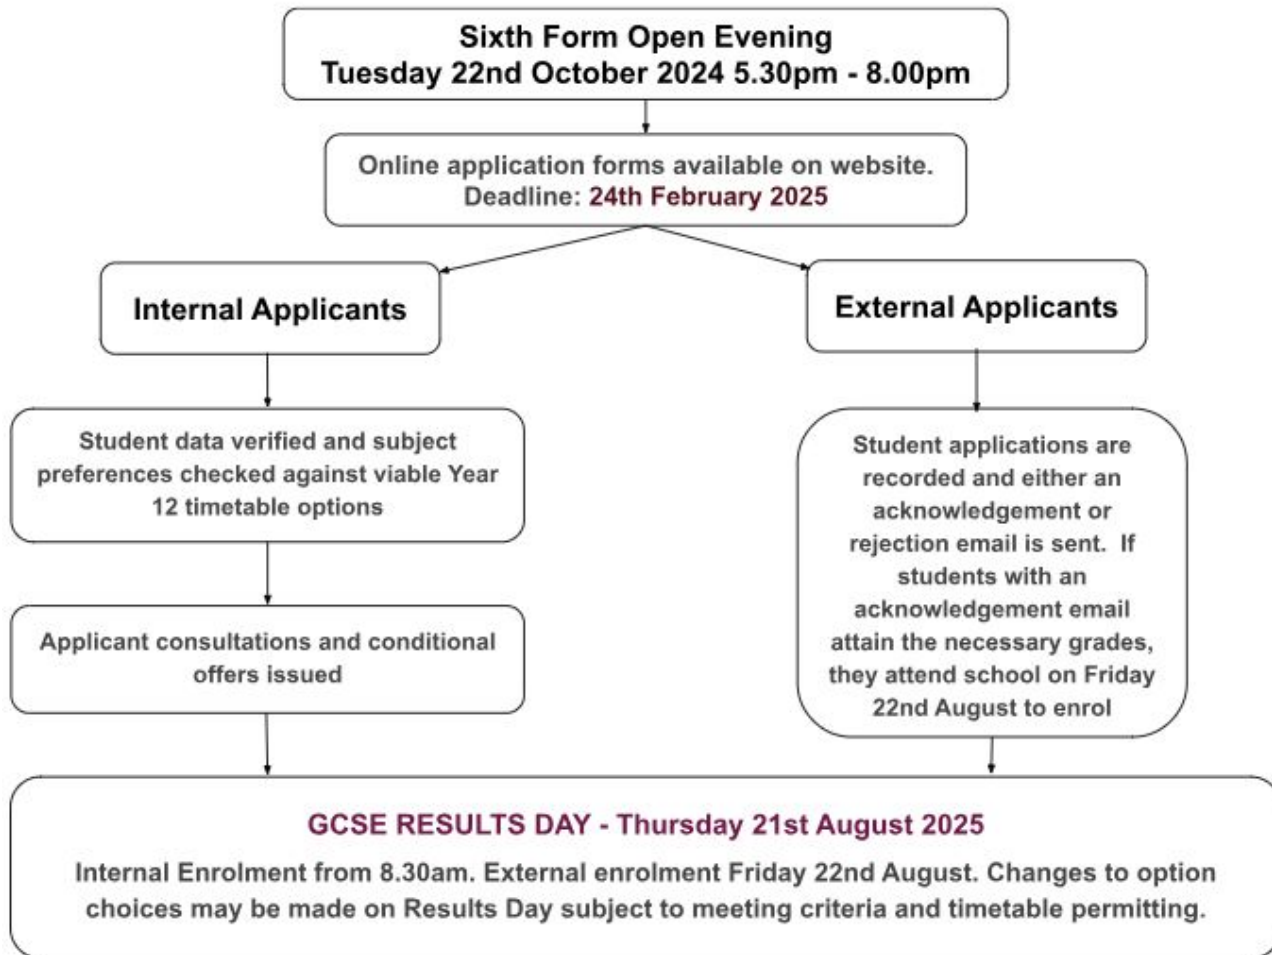 Sixth Form Open Evening
Tuesday 22nd October 2024 5.30pm - 8.00pm
Online application forms available on website.
Deadline: 24th February 2025
Internal Applicants
Student data verified and subject
preferences checked against viable Year
12 timetable options
Applicant consultations and conditional
offers issued
External Applicants
Student applications are
recorded and either an
acknowledgement or
rejection email is sent.  If
students with an
acknowledgement email
attain the necessary grades,
they attend school on Friday
22nd August to enrol
GCSE RESULTS DAY - Thursday 21st August 2025
Internal Enrolment from 8.30am. External enrolment Friday 22nd August. Changes to option
choices may be made on Results Day subject to meeting criteria and timetable permitting.